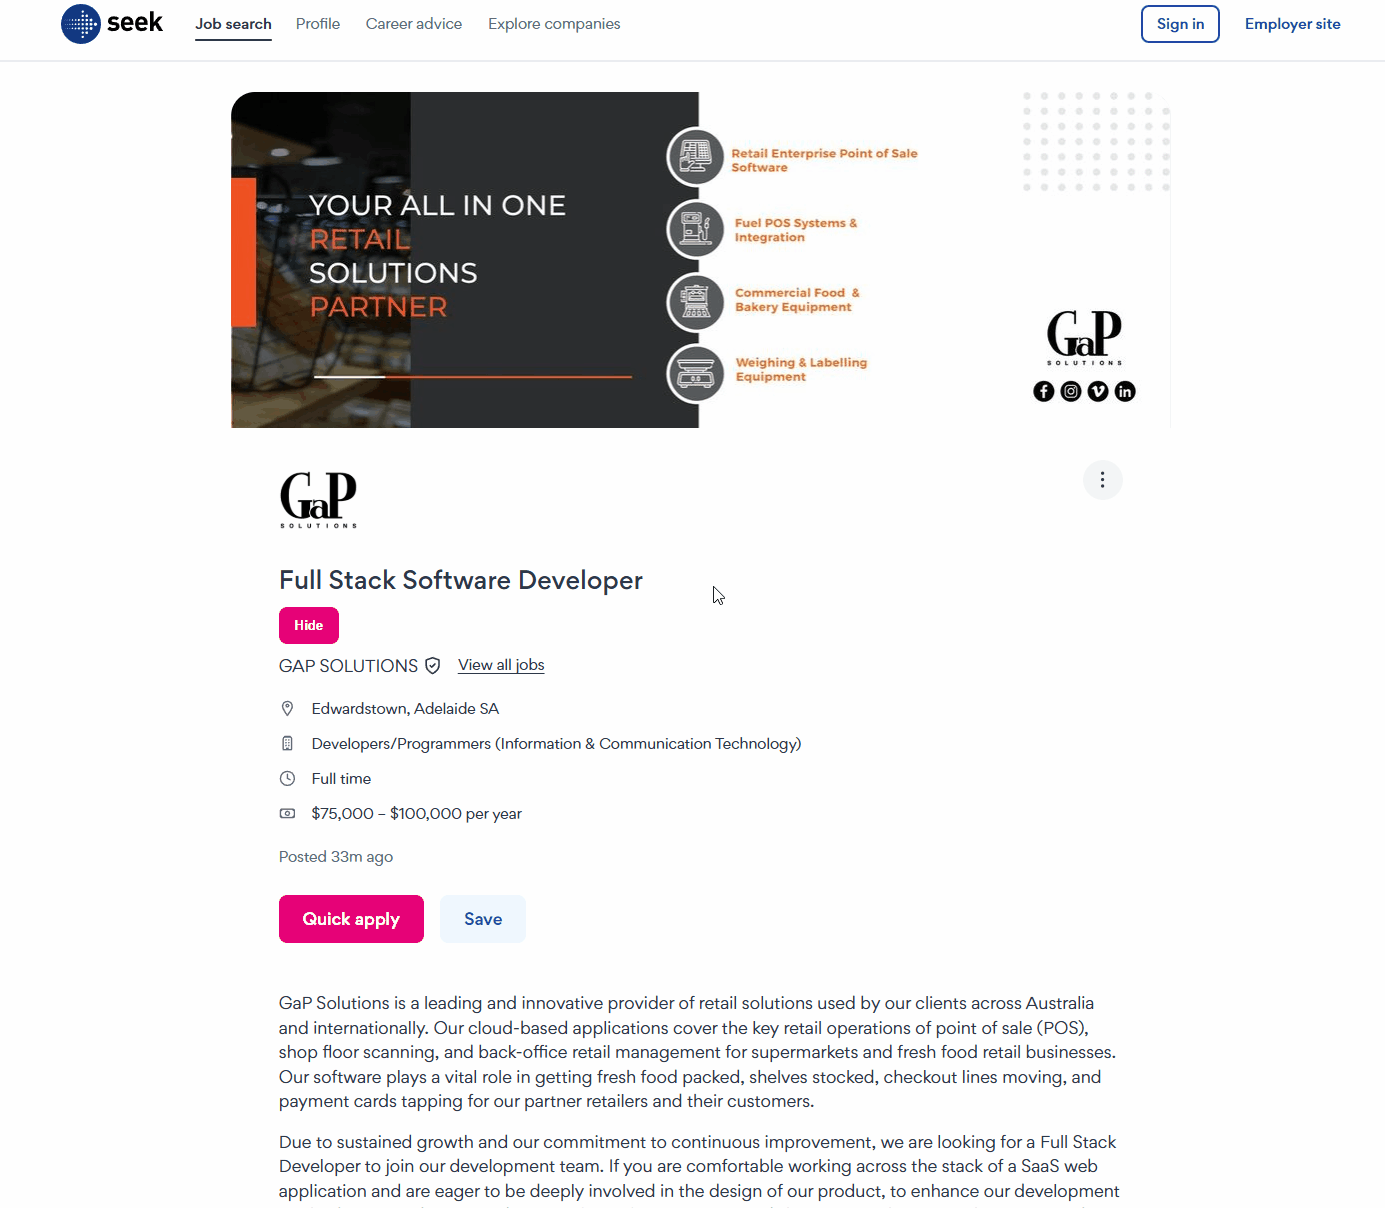 seek
Job search
Profile
Career advice
Explore companies
Sign in
Employer site
YOUR ALL IN ONE
RETAIL
SOLUTIONS
PARTNER
Retail Enterprise Point of Sale
Software
Fuel POS Systems &
Integration
Commercial Food &
Bakery Equipment
Weighing & Labelling
Equipment
GaP
SOLUTIONS
GaP
SOLUTIONS
Full Stack Software Developer
Hide
GAP SOLUTIONS
View all jobs
Edwardstown, Adelaide SA
Developers/Programmers (Information & Communication Technology)
Full time
$75,000 – $100,000 per year
Posted 33m ago
Quick apply
Save
GaP Solutions is a leading and innovative provider of retail solutions used by our clients across Australia
and internationally. Our cloud-based applications cover the key retail operations of point of sale (POS),
shop floor scanning, and back-office retail management for supermarkets and fresh food retail businesses.
Our software plays a vital role in getting fresh food packed, shelves stocked, checkout lines moving, and
payment cards tapping for our partner retailers and their customers.
Due to sustained growth and our commitment to continuous improvement, we are looking for a Full Stack
Developer to join our development team. If you are comfortable working across the stack of a SaaS web
application and are eager to be deeply involved in the design of our product, to enhance our development